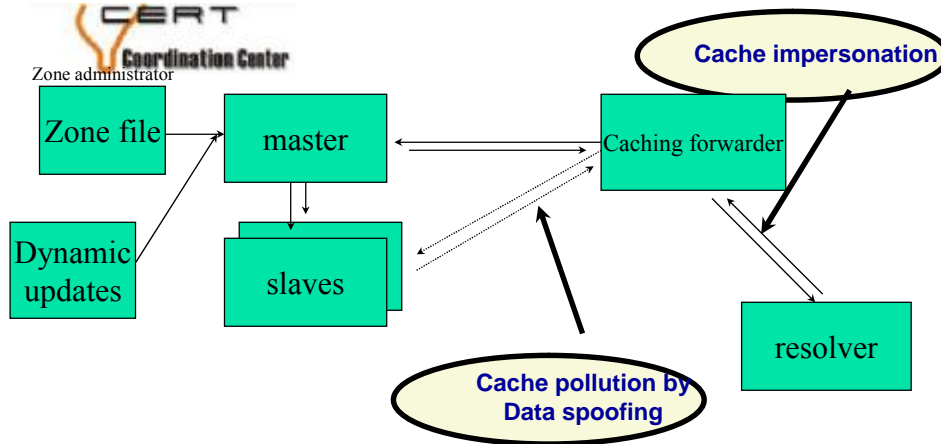 CERT
Coordination Center
Zone administrator
Zone file
master
Caching forwarder
Cache impersonation
Dynamic
updates
slaves
resolver
Cache pollution by
Data spoofing